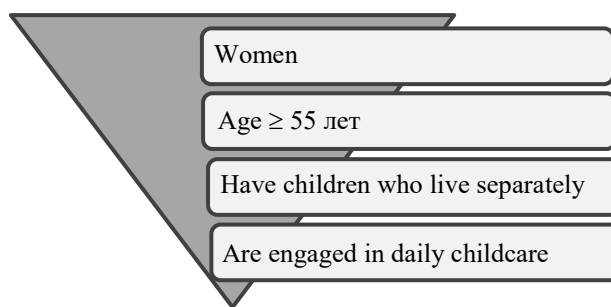 Women
Age ≥ 55 лет
Have children who live separately
Are engaged in daily childcare